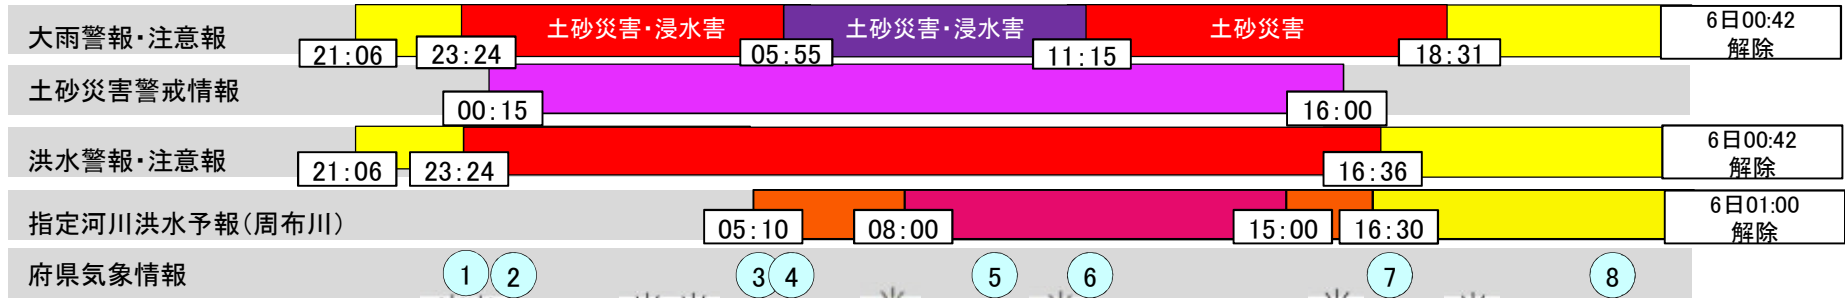 大雨警報・注意報
21:06
23:24
土砂災害・浸水害
05:55
土砂災害・浸水害
11:15
土砂災害
18:31
6日00:42
解除
土砂災害警戒情報
00:15
16:00
洪水警報・注意報
21:06
23:24
16:36
6日00:42
解除
指定河川洪水予報(周布川)
05:10
08:00
15:00
16:30
6日01:00
解除
府県気象情報
1
2
3
4
5
6
7
8